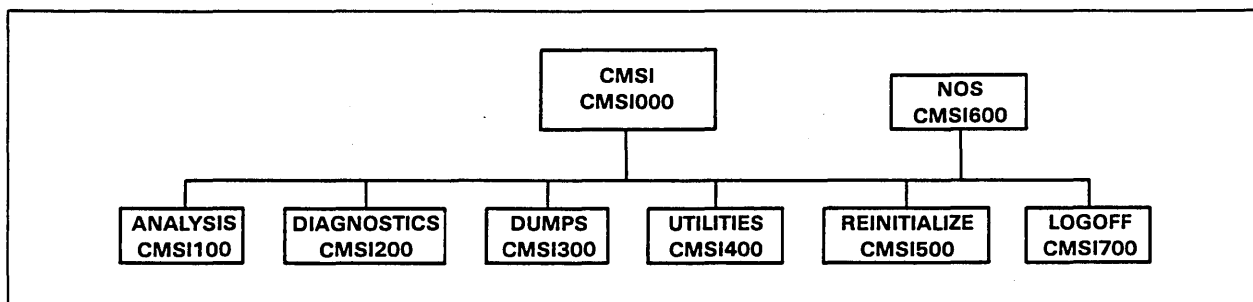 CMSI
CMSI000
NOS
CMSI600
ANALYSIS
CMSI100
DIAGNOSTICS
CMSI200
DUMPS
CMSI300
UTILITIES
CMSI400
REINITIALIZE
CMSI500
LOGOFF
CMSI700